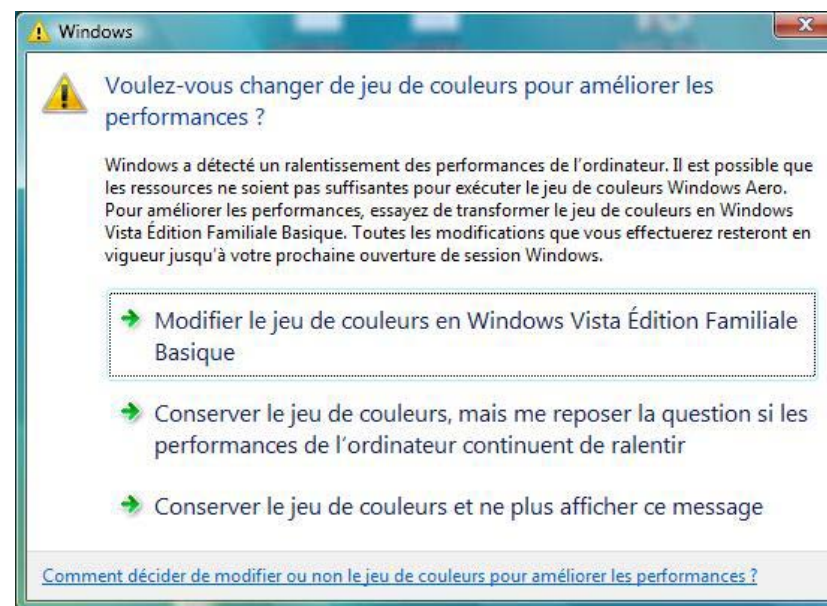 Windows
Voulez-vous changer de jeu de couleurs pour améliorer les
performances ?
Windows a détecté un ralentissement des performances de l'ordinateur. Il est possible que
les ressources ne soient pas suffisantes pour exécuter le jeu de couleurs Windows Aero.
Pour améliorer les performances, essayez de transformer le jeu de couleurs en Windows
Vista Édition Familiale Basique. Toutes les modifications que vous effectuerez resteront en
vigueur jusqu'à votre prochaine ouverture de session Windows.
Modifier le jeu de couleurs en Windows Vista Édition Familiale
Basique
Conserver le jeu de couleurs, mais me reposer la question si les
performances de l'ordinateur continuent de ralentir
Conserver le jeu de couleurs et ne plus afficher ce message
Comment décider de modifier ou non le jeu de couleurs pour améliorer les performances ?